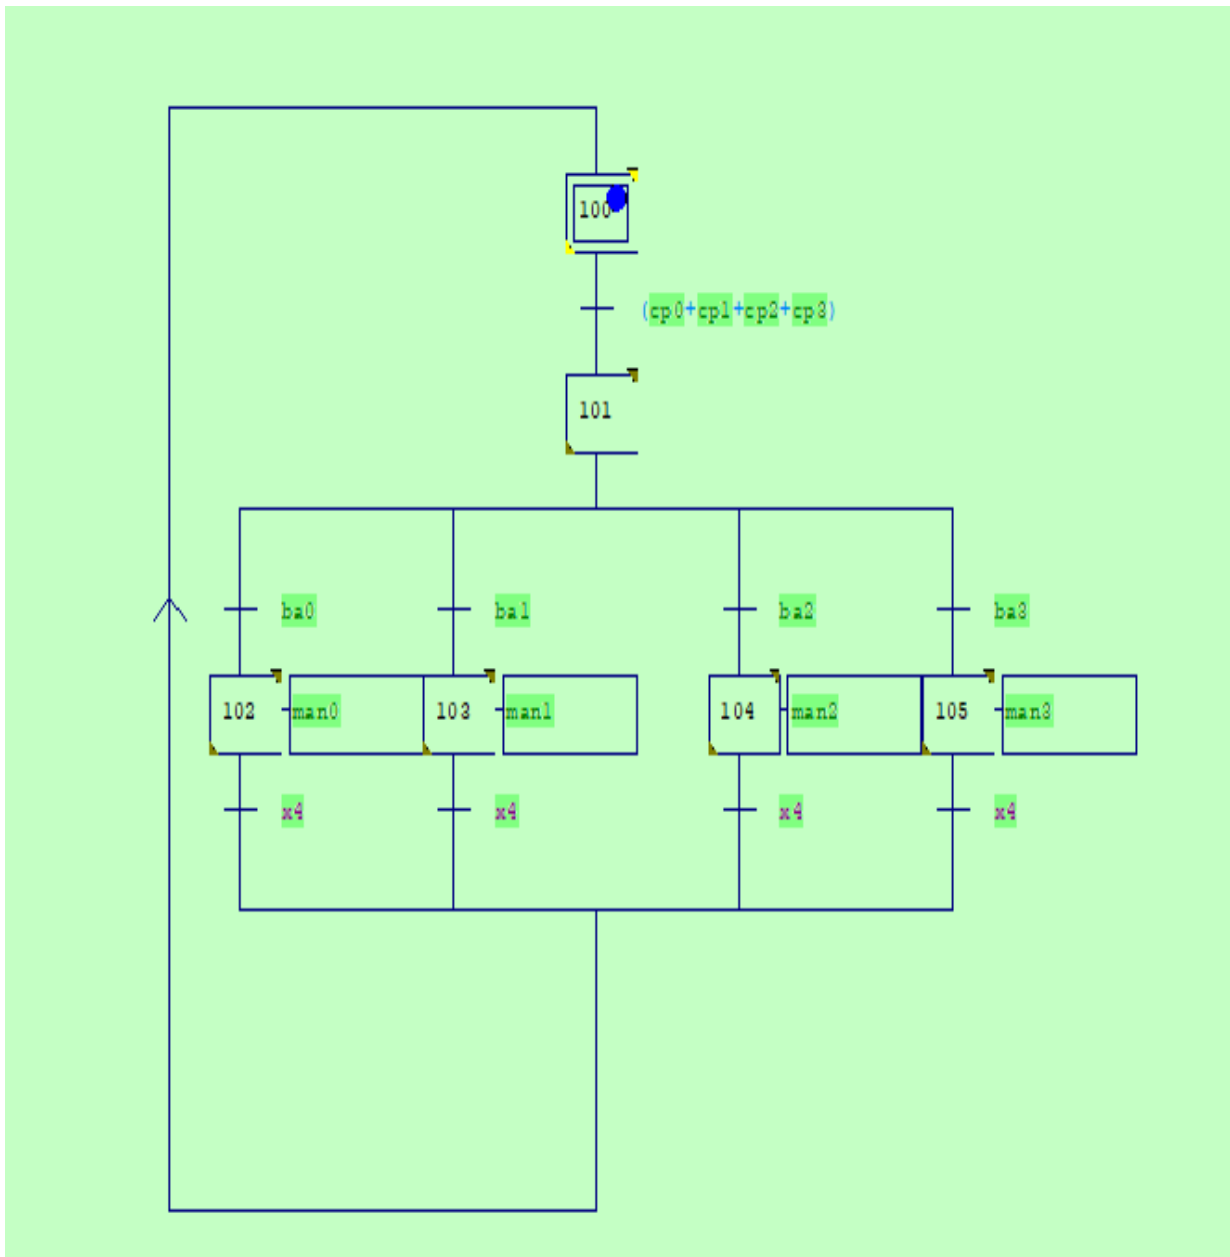 100
(cp0+cp1+cp2+cp3)
101
ba0 ba1 ba2 ba3
102 man0 103 man1 104 man2 105 man3
x4 x4 x4 x4